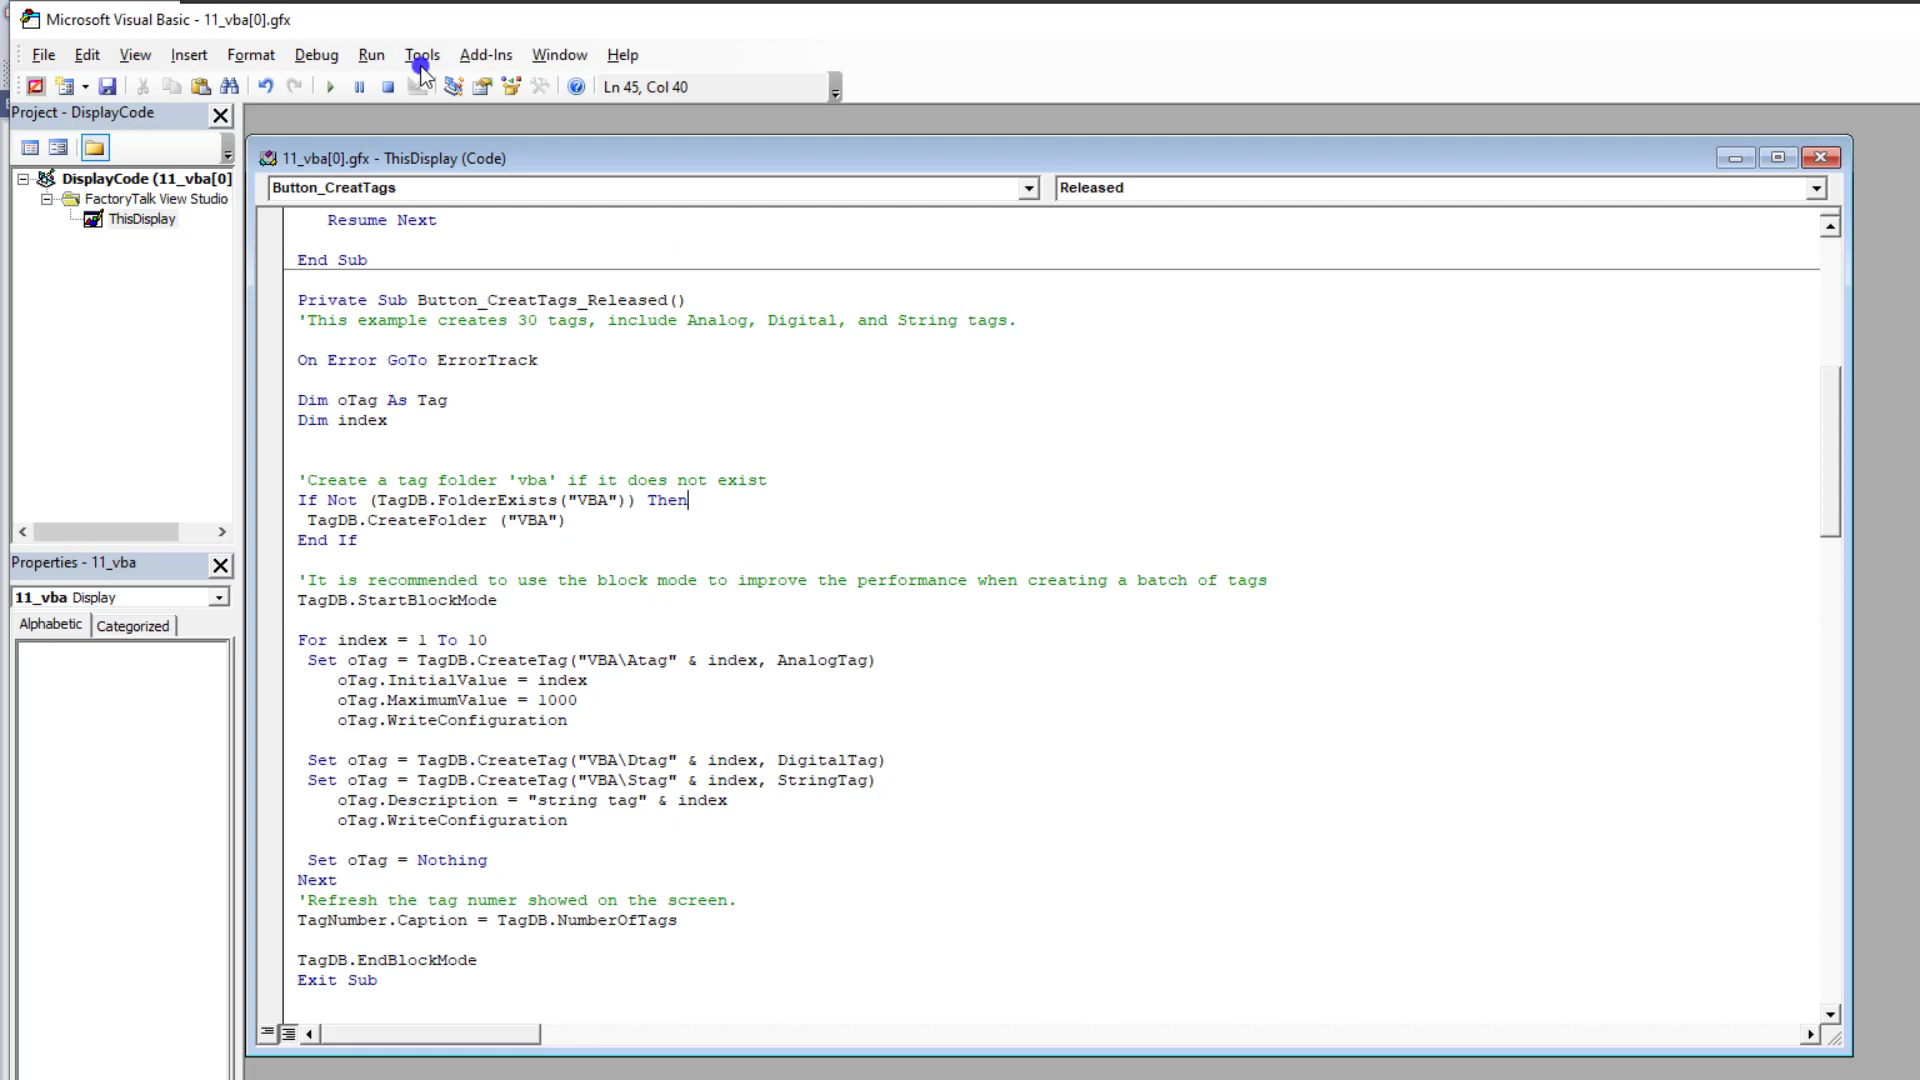 Microsoft Visual Basic - 11_vba[0].gfx
File Edit View Insert Format Debug Run Tools Add-Ins Window Help
Ln 45, Col 40
Project - DisplayCode
DisplayCode (11_vba[0]
FactoryTalk View Studio
ThisDisplay
Properties - 11_vba
11_vba Display
Alphabetic Categorized
11_vba[0].gfx - ThisDisplay (Code)
Button_CreatTags Released
Resume Next
End Sub
Private Sub Button_CreatTags_Released()
'This example creates 30 tags, include Analog, Digital, and String tags.
On Error GoTo ErrorTrack
Dim oTag As Tag
Dim index
'Create a tag folder 'vba' if it does not exist
If Not (TagDB.FolderExists("VBA")) Then
TagDB.CreateFolder ("VBA")
End If
'It is recommended to use the block mode to improve the performance when creating a batch of tags
TagDB.StartBlockMode
For index = 1 To 10
Set oTag = TagDB.CreateTag("VBA\Atag" & index, AnalogTag)
oTag.InitialValue = index
oTag.MaximumValue = 1000
oTag.WriteConfiguration
Set oTag = TagDB.CreateTag("VBA\Dtag" & index, DigitalTag)
Set oTag = TagDB.CreateTag("VBA\Stag" & index, StringTag)
oTag.Description = "string tag" & index
oTag.WriteConfiguration
Set oTag = Nothing
Next
'Refresh the tag numer showed on the screen.
TagNumber.Caption = TagDB.NumberOfTags
TagDB.EndBlockMode
Exit Sub